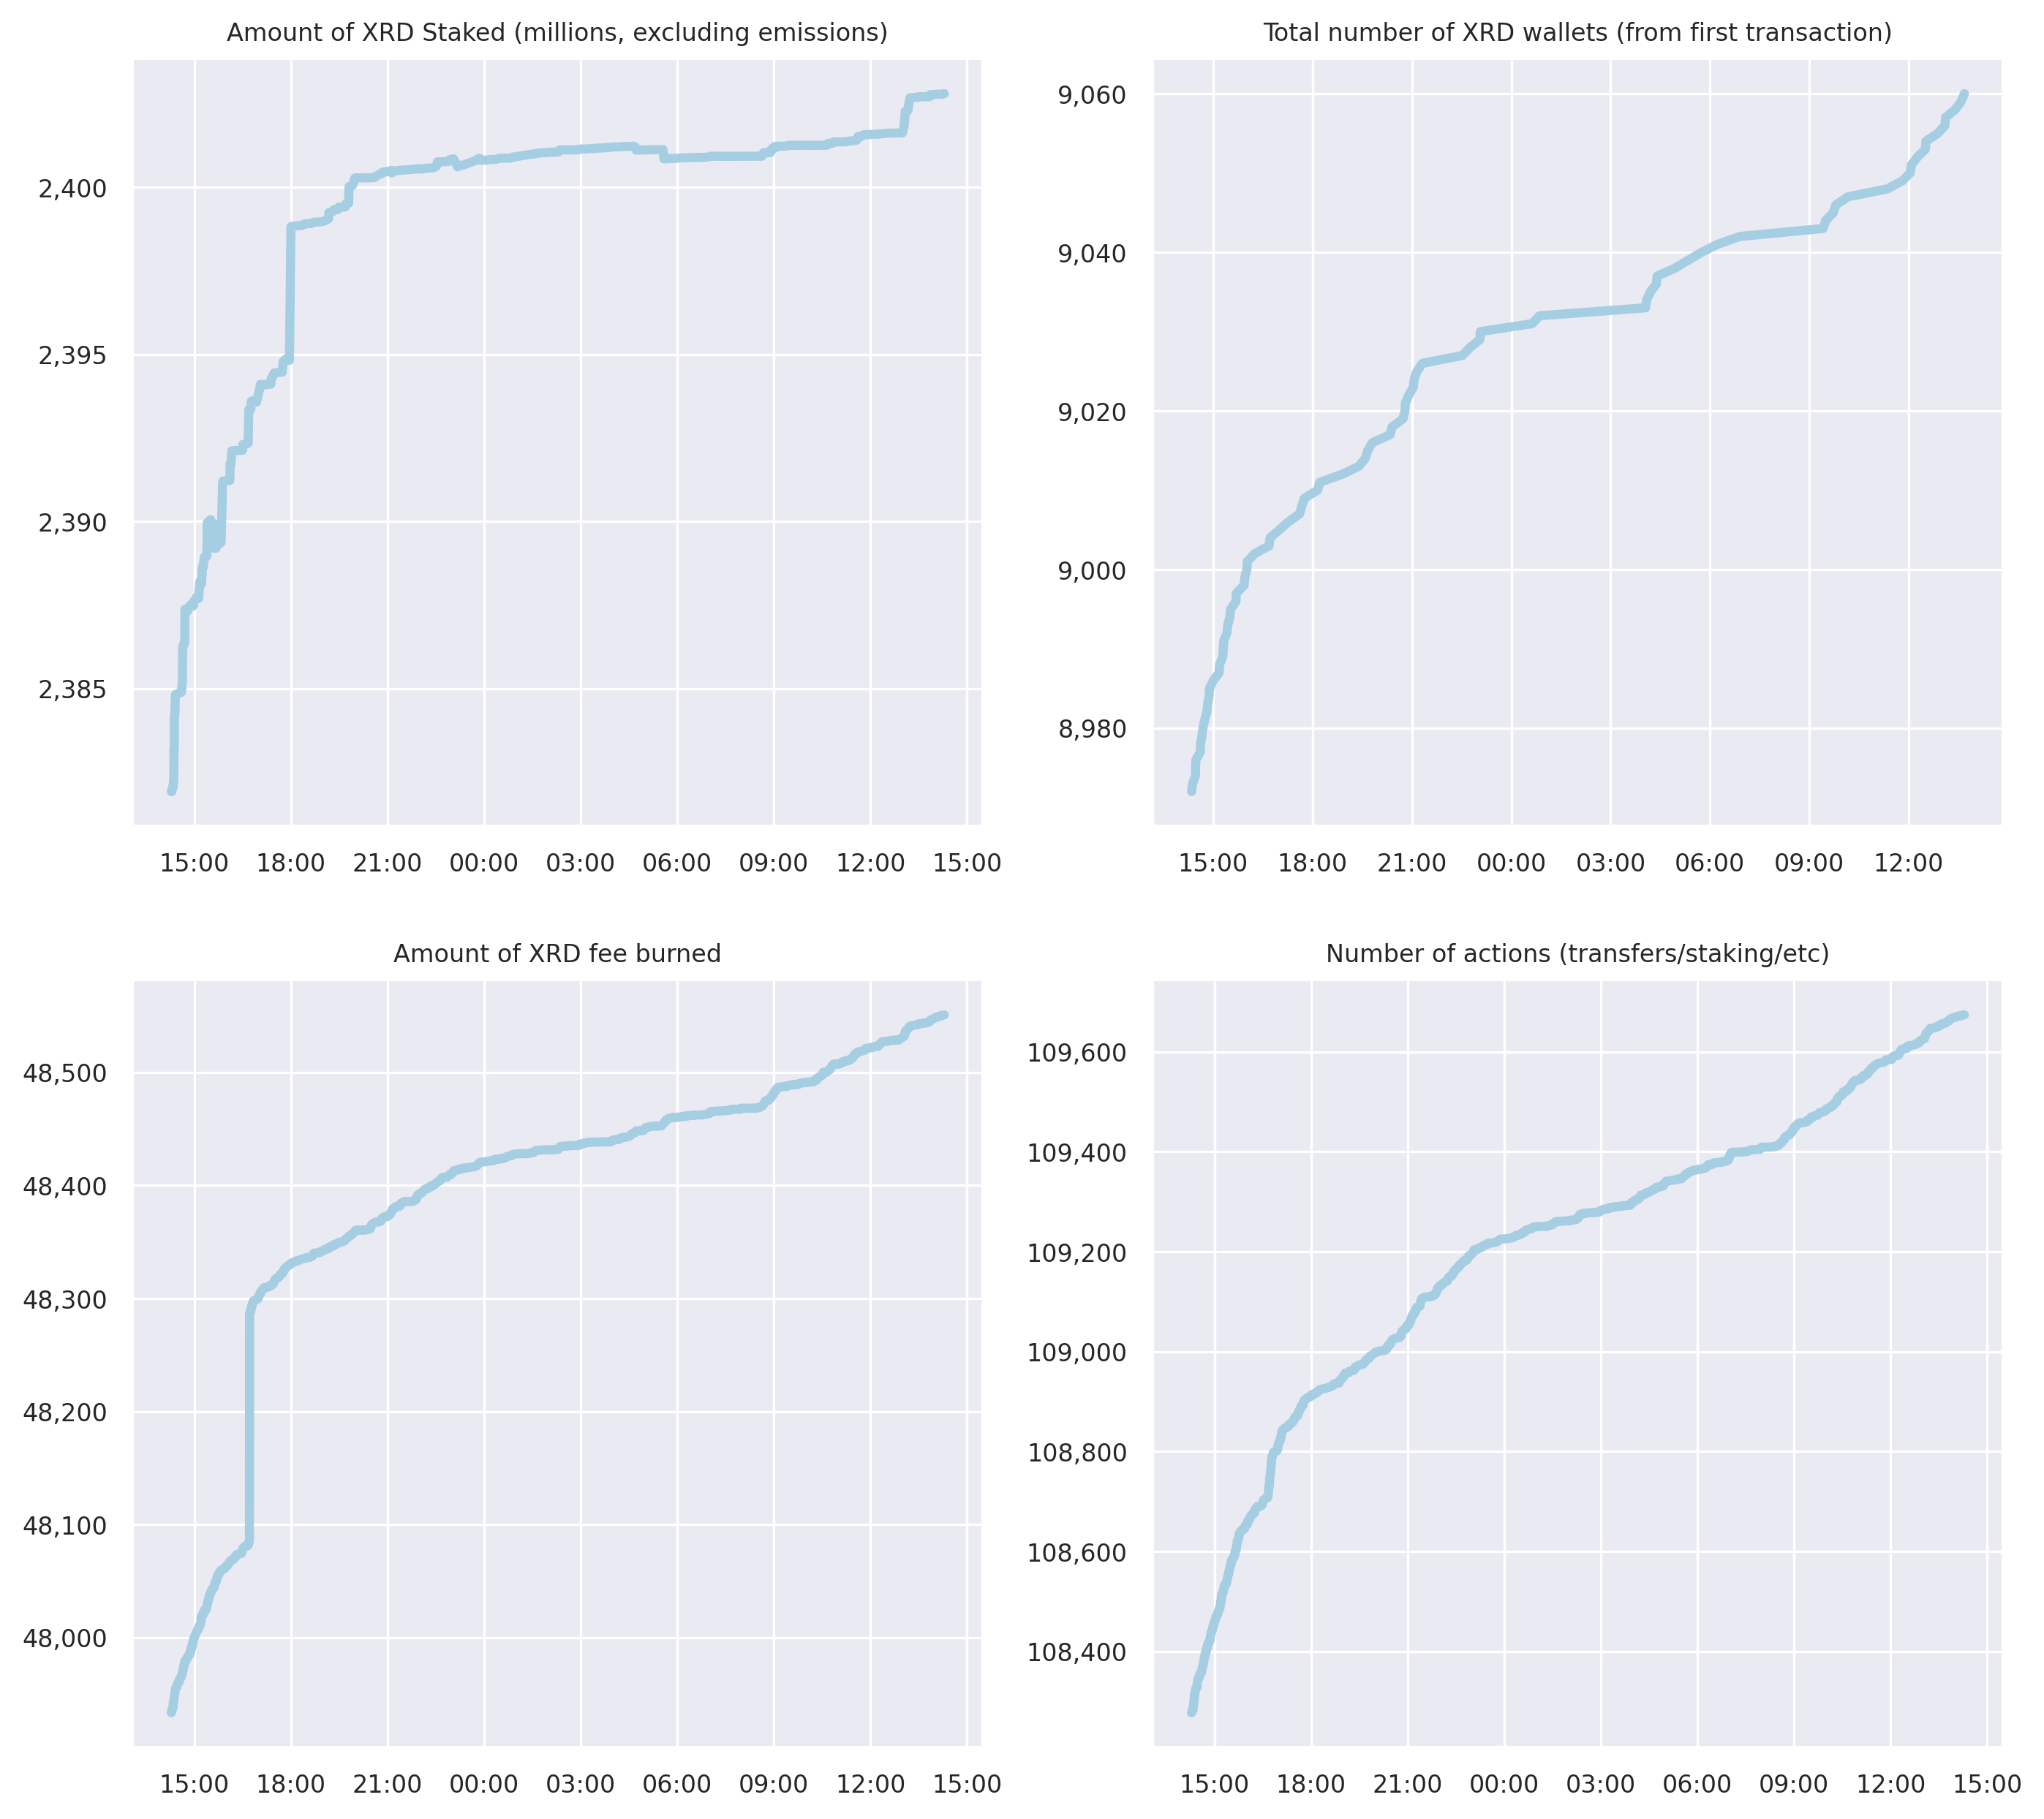 Amount of XRD Staked (millions, excluding emissions)
2,400
2,395
2,390
2,385
15:00 18:00 21:00 00:00 03:00 06:00 09:00 12:00 15:00
Total number of XRD wallets (from first transaction)
9,060
9,040
9,020
9,000
8,980
15:00 18:00 21:00 00:00 03:00 06:00 09:00 12:00
Amount of XRD fee burned
48,500
48,400
48,300
48,200
48,100
48,000
15:00 18:00 21:00 00:00 03:00 06:00 09:00 12:00 15:00
Number of actions (transfers/staking/etc)
109,600
109,400
109,200
109,000
108,800
108,600
108,400
15:00 18:00 21:00 00:00 03:00 06:00 09:00 12:00 15:00